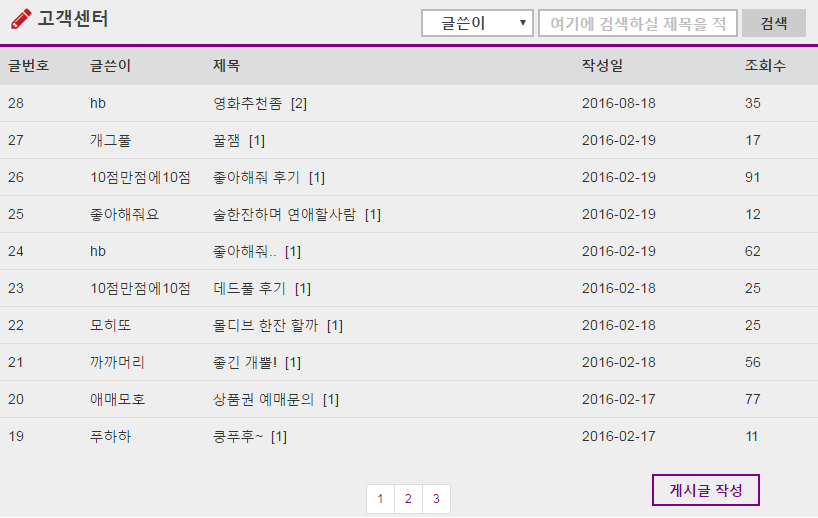 고객센터 글쓴이 ▼ 여기에 검색하실 제목을 적 검색
글번호 글쓴이 제목 작성일 조회수
28 hb 영화추천좀 [2] 2016-08-18 35
27 개그풀 꿀잼 [1] 2016-02-19 17
26 10점만점에10점 좋아해줘 후기 [1] 2016-02-19 91
25 좋아해줘요 술한잔하며 연애할사람 [1] 2016-02-19 12
24 hb 좋아해줘.. [1] 2016-02-19 62
23 10점만점에10점 데드풀 후기 [1] 2016-02-18 25
22 모히또 몰디브 한잔 할까 [1] 2016-02-18 25
21 까까머리 좋긴 개뿔! [1] 2016-02-18 56
20 애매모호 상품권 예매문의 [1] 2016-02-17 77
19 푸하하 쿵푸후~ [1] 2016-02-17 11
1 2 3 게시글 작성